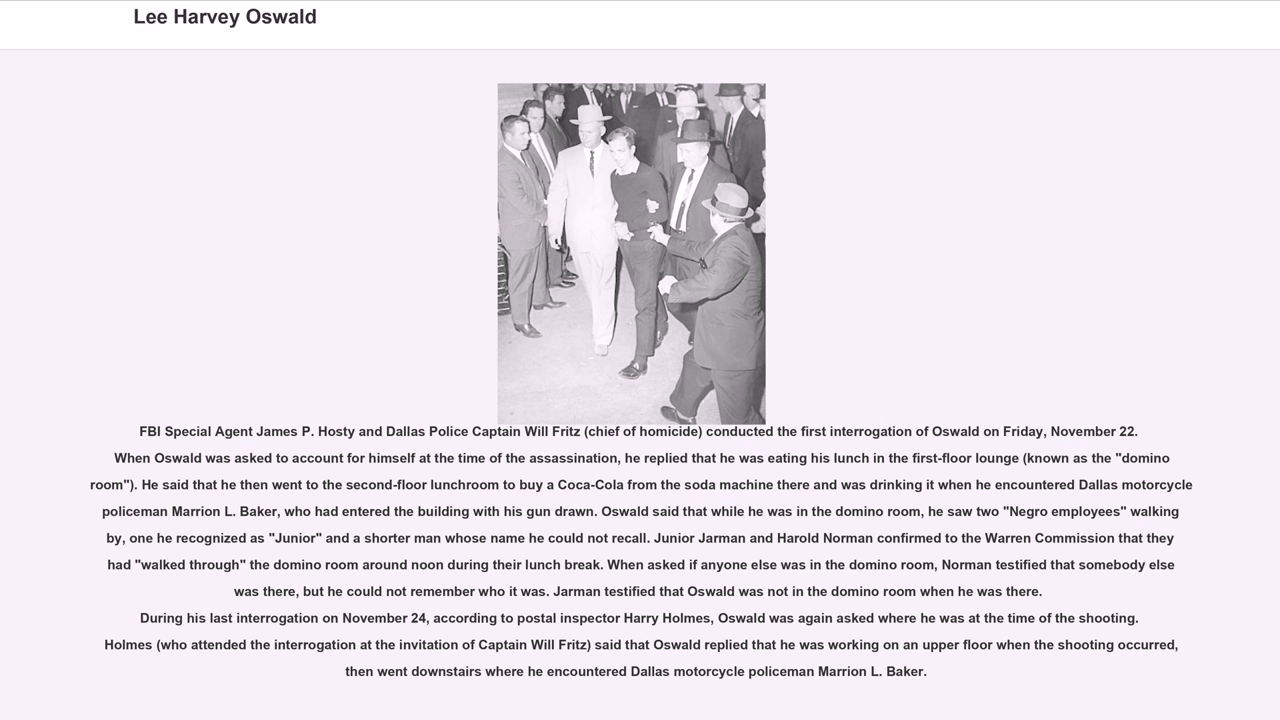 Lee Harvey Oswald
FBI Special Agent James P. Hosty and Dallas Police Captain Will Fritz (chief of homicide) conducted the first interrogation of Oswald on Friday, November 22.
When Oswald was asked to account for himself at the time of the assassination, he replied that he was eating his lunch in the first-floor lounge (known as the "domino
room"). He said that he then went to the second-floor lunchroom to buy a Coca-Cola from the soda machine there and was drinking it when he encountered Dallas motorcycle
policeman Marrion L. Baker, who had entered the building with his gun drawn. Oswald said that while he was in the domino room, he saw two "Negro employees" walking
by, one he recognized as "Junior" and a shorter man whose name he could not recall. Junior Jarman and Harold Norman confirmed to the Warren Commission that they
had "walked through" the domino room around noon during their lunch break. When asked if anyone else was in the domino room, Norman testified that somebody else
was there, but he could not remember who it was. Jarman testified that Oswald was not in the domino room when he was there.
During his last interrogation on November 24, according to postal inspector Harry Holmes, Oswald was again asked where he was at the time of the shooting.
Holmes (who attended the interrogation at the invitation of Captain Will Fritz) said that Oswald replied that he was working on an upper floor when the shooting occurred,
then went downstairs where he encountered Dallas motorcycle policeman Marrion L. Baker.